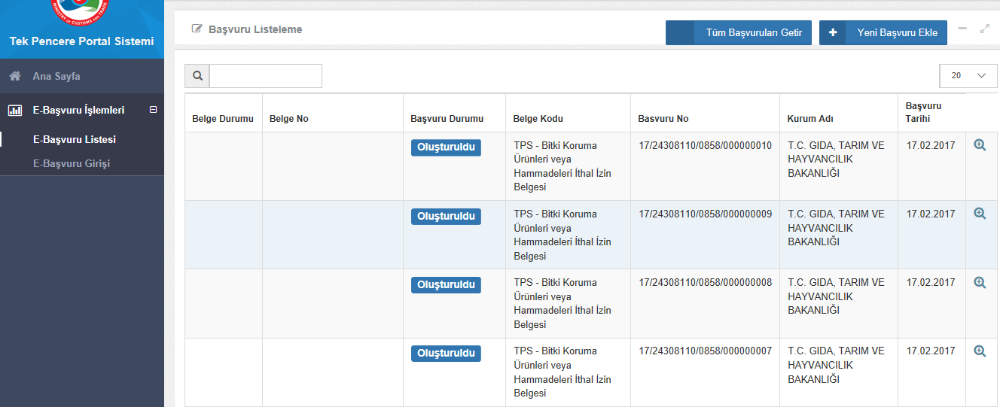 MINISTRY OF CUSTOMS AND TRADE
Tek Pencere Portal Sistemi
Ana Sayfa
E-Başvuru İşlemleri
E-Başvuru Listesi
E-Başvuru Girişi
Başvuru Listeleme
Tüm Başvuruları Getir
Yeni Başvuru Ekle
20
Belge Durumu
Belge No
Başvuru Durumu
Belge Kodu
Basvuru No
Kurum Adı
Başvuru
Tarihi
Oluşturuldu
TPS - Bitki Koruma
Ürünleri veya
Hammadeleri İthal İzin
Belgesi
17/24308110/0858/000000010
T.C. GIDA, TARIM VE
HAYVANCILIK
BAKANLIĞI
17.02.2017
Oluşturuldu
TPS - Bitki Koruma
Ürünleri veya
Hammadeleri İthal İzin
Belgesi
17/24308110/0858/000000009
T.C. GIDA, TARIM VE
HAYVANCILIK
BAKANLIĞI
17.02.2017
Oluşturuldu
TPS - Bitki Koruma
Ürünleri veya
Hammadeleri İthal İzin
Belgesi
17/24308110/0858/000000008
T.C. GIDA, TARIM VE
HAYVANCILIK
BAKANLIĞI
17.02.2017
Oluşturuldu
TPS - Bitki Koruma
Ürünleri veya
Hammadeleri İthal İzin
Belgesi
17/24308110/0858/000000007
T.C. GIDA, TARIM VE
HAYVANCILIK
BAKANLIĞI
17.02.2017